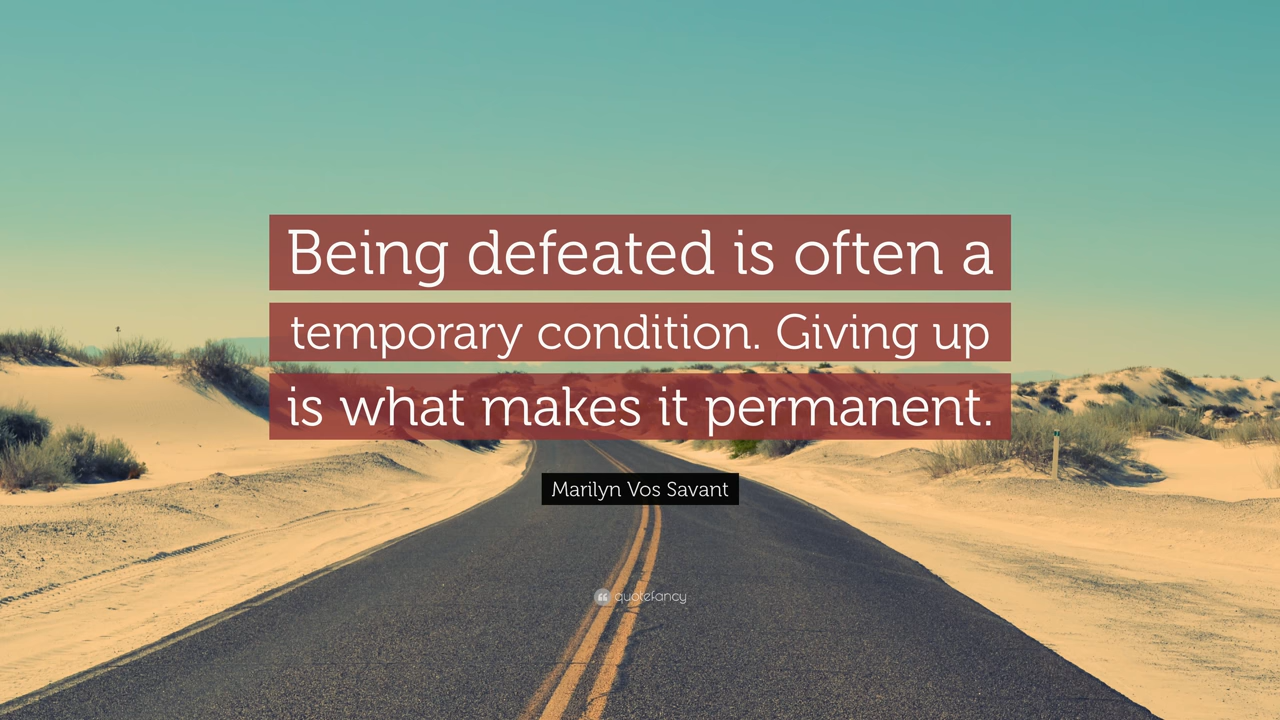 Being defeated is often a
temporary condition. Giving up
is what makes it permanent.
Marilyn Vos Savant
quotefancy